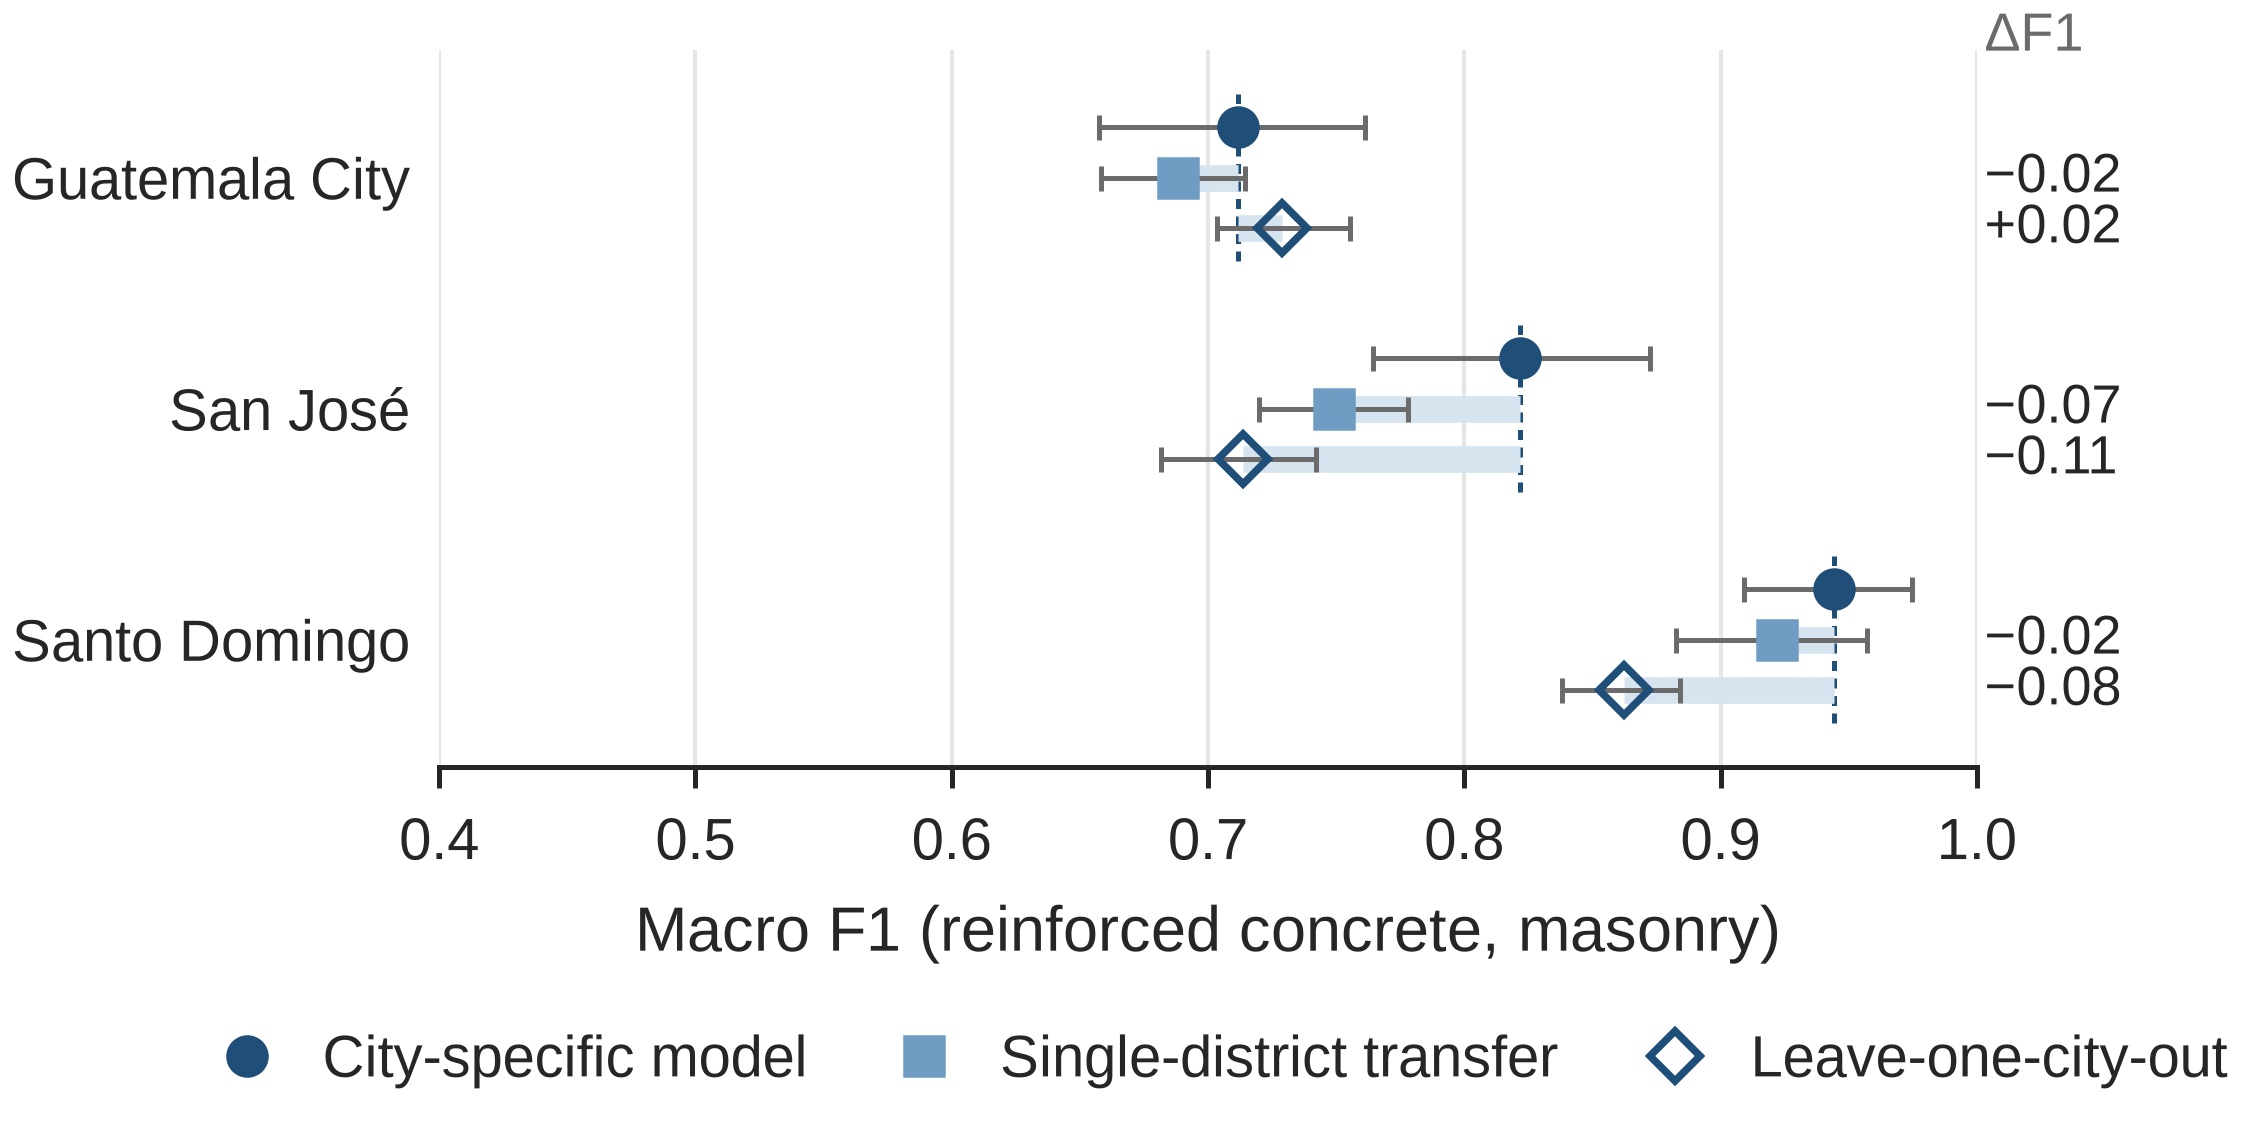 ΔF1
Guatemala City
−0.02
+0.02
San José
−0.07
−0.11
Santo Domingo
−0.02
−0.08
0.4 0.5 0.6 0.7 0.8 0.9 1.0
Macro F1 (reinforced concrete, masonry)
City-specific model Single-district transfer Leave-one-city-out